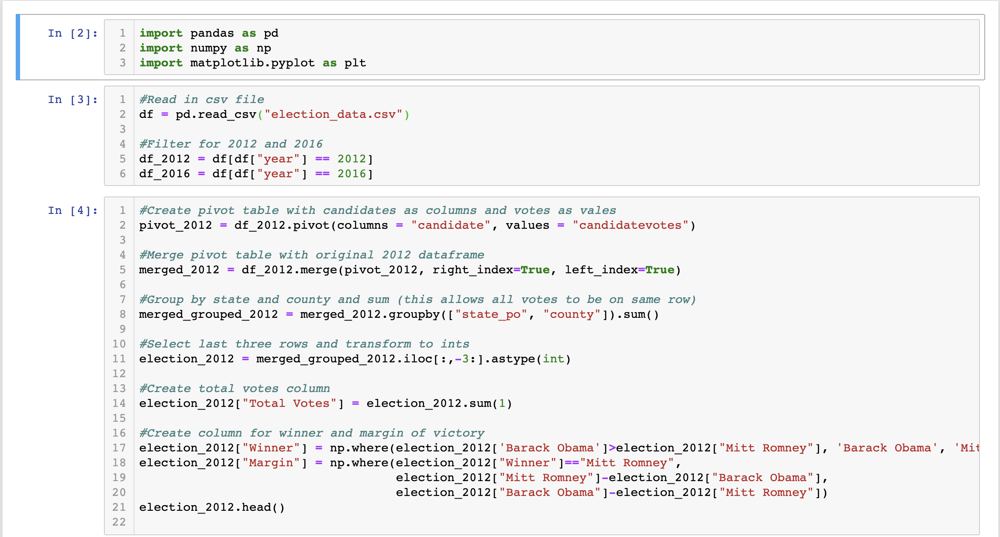 In [2]:
1 import pandas as pd
2 import numpy as np
3 import matplotlib.pyplot as plt
In [3]:
1 #Read in csv file
2 df = pd.read_csv("election_data.csv")
3
4 #Filter for 2012 and 2016
5 df_2012 = df[df["year"] == 2012]
6 df_2016 = df[df["year"] == 2016]
In [4]:
1 #Create pivot table with candidates as columns and votes as vales
2 pivot_2012 = df_2012.pivot(columns = "candidate", values = "candidatevotes")
3
4 #Merge pivot table with original 2012 dataframe
5 merged_2012 = df_2012.merge(pivot_2012, right_index=True, left_index=True)
6
7 #Group by state and county and sum (this allows all votes to be on same row)
8 merged_grouped_2012 = merged_2012.groupby(["state_po", "county"]).sum()
9
10 #Select last three rows and transform to ints
11 election_2012 = merged_grouped_2012.iloc[:,-3:].astype(int)
12
13 #Create total votes column
14 election_2012["Total Votes"] = election_2012.sum(1)
15
16 #Create column for winner and margin of victory
17 election_2012["Winner"] = np.where(election_2012['Barack Obama']>election_2012["Mitt Romney"], 'Barack Obama', 'Mit
18 election_2012["Margin"] = np.where(election_2012["Winner"]=="Mitt Romney",
19 election_2012["Mitt Romney"]-election_2012["Barack Obama"],
20 election_2012["Barack Obama"]-election_2012["Mitt Romney"])
21 election_2012.head()
22